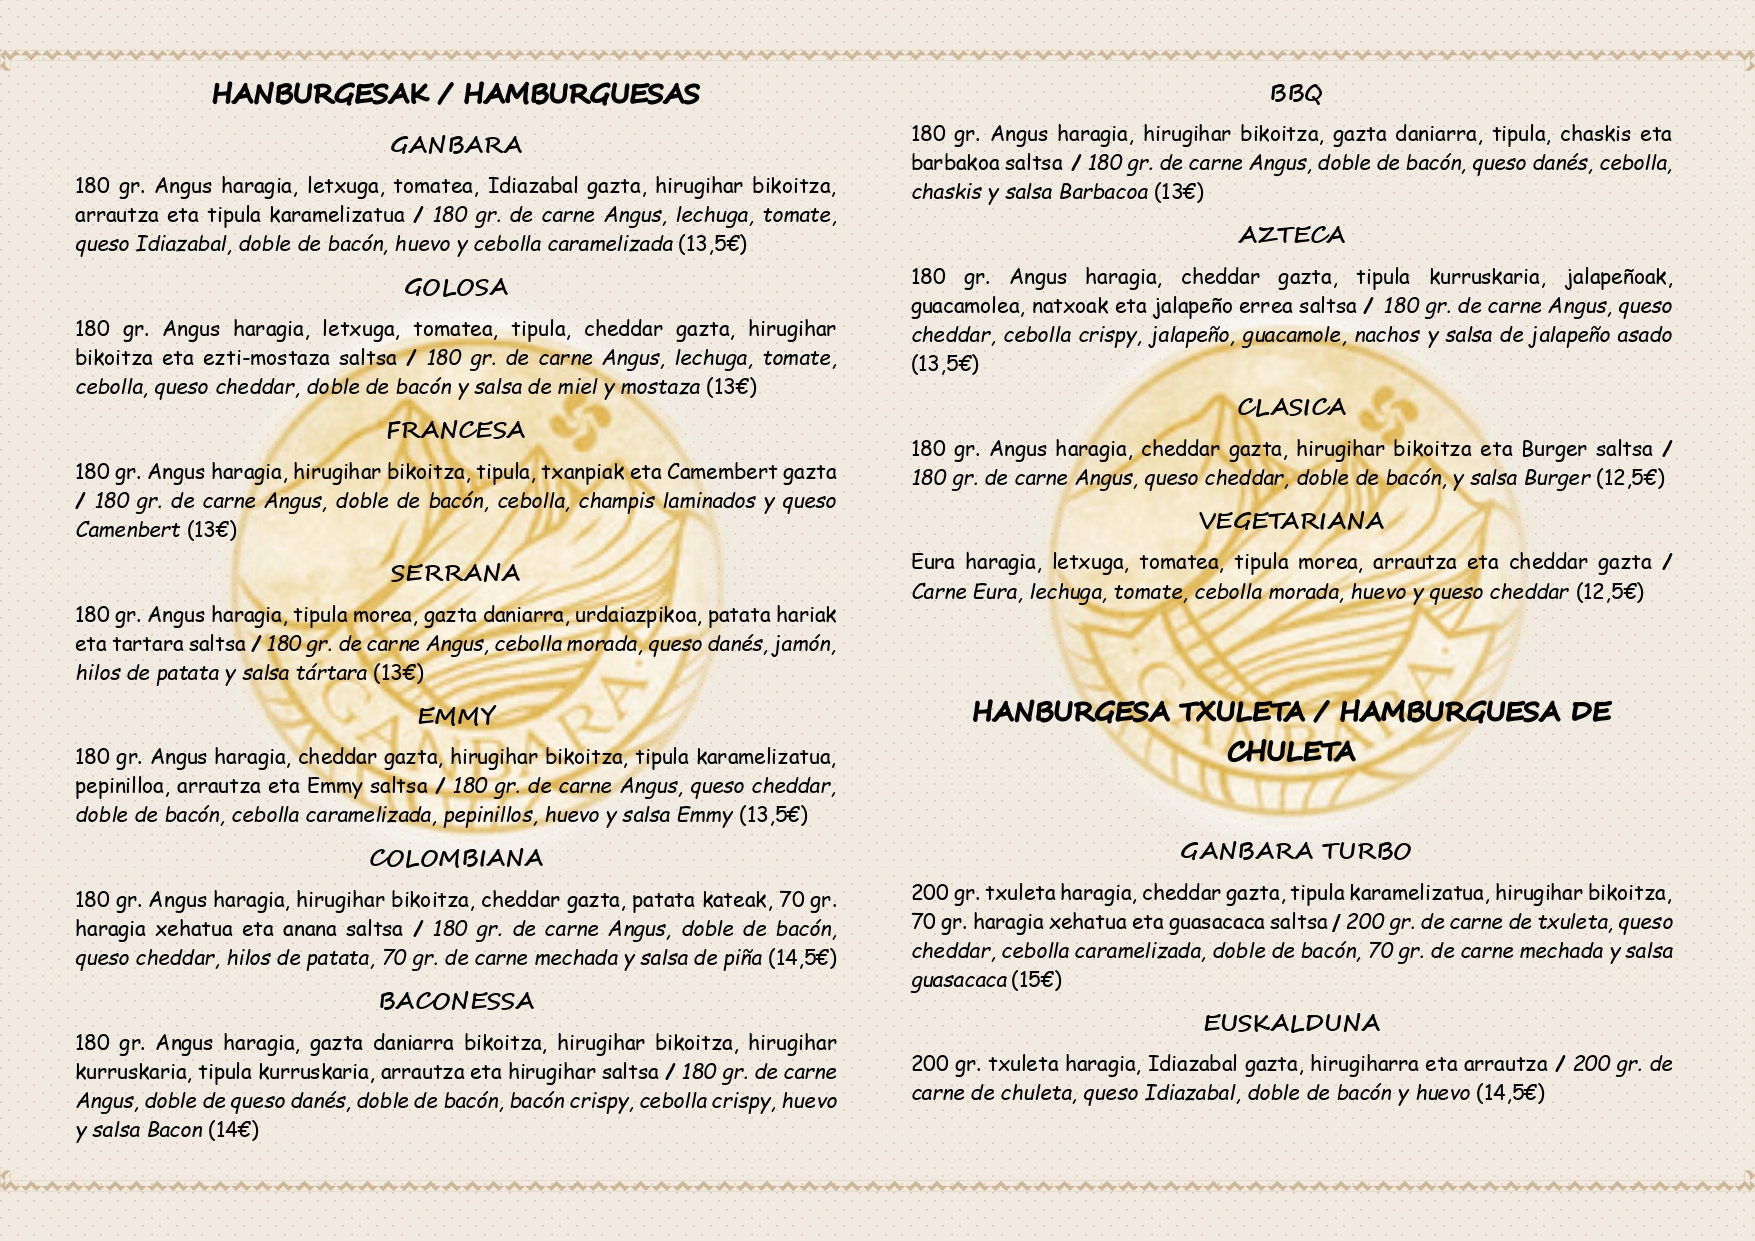 HANBURGESAK / HAMBURGUESAS
GANBARA
180 gr. Angus haragia, letxuga, tomatea, Idiazabal gazta, hirugihar bikoitza,
arrautza eta tipula karamelizatua / 180 gr. de carne Angus, lechuga, tomate,
queso Idiazabal, doble de bacón, huevo y cebolla caramelizada (13,5€)
GOLOSA
180 gr. Angus haragia, letxuga, tomatea, tipula, cheddar gazta, hirugihar
bikoitza eta ezti-mostaza saltsa / 180 gr. de carne Angus, lechuga, tomate,
cebolla, queso cheddar, doble de bacón y salsa de miel y mostaza (13€)
FRANCESA
180 gr. Angus haragia, hirugihar bikoitza, tipula, txanpiak eta Camembert gazta
/ 180 gr. de carne Angus, doble de bacón, cebolla, champis laminados y queso
Camenbert (13€)
SERRANA
180 gr. Angus haragia, tipula morea, gazta daniarra, urdaiazpikoa, patata hariak
eta tartara saltsa / 180 gr. de carne Angus, cebolla morada, queso danés, jamón,
hilos de patata y salsa tártara (13€)
EMMY
180 gr. Angus haragia, cheddar gazta, hirugihar bikoitza, tipula karamelizatua,
pepinilloa, arrautza eta Emmy saltsa / 180 gr. de carne Angus, queso cheddar,
doble de bacón, cebolla caramelizada, pepinillos, huevo y salsa Emmy (13,5€)
COLOMBIANA
180 gr. Angus haragia, hirugihar bikoitza, cheddar gazta, patata kateak, 70 gr.
haragia xehatua eta anana saltsa / 180 gr. de carne Angus, doble de bacón,
queso cheddar, hilos de patata, 70 gr. de carne mechada y salsa de piña (14,5€)
BACONESSA
180 gr. Angus haragia, gazta daniarra bikoitza, hirugihar bikoitza, hirugihar
kurruskaria, tipula kurruskaria, arrautza eta hirugihar saltsa / 180 gr. de carne
Angus, doble de queso danés, doble de bacón, bacón crispy, cebolla crispy, huevo
y salsa Bacon (14€)
GANBARA
BBQ
180 gr. Angus haragia, hirugihar bikoitza, gazta daniarra, tipula, chaskis eta
barbakoa saltsa / 180 gr. de carne Angus, doble de bacón, queso danés, cebolla,
chaskis y salsa Barbacoa (13€)
AZTECA
180 gr. Angus haragia, cheddar gazta, tipula kurruskaria, jalapeñoak,
guacamolea, natxoak eta jalapeño errea saltsa / 180 gr. de carne Angus, queso
cheddar, cebolla crispy, jalapeño, guacamole, nachos y salsa de jalapeño asado
(13,5€)
CLASICA
180 gr. Angus haragia, cheddar gazta, hirugihar bikoitza eta Burger saltsa /
180 gr. de carne Angus, queso cheddar, doble de bacón, y salsa Burger (12,5€)
VEGETARIANA
Eura haragia, letxuga, tomatea, tipula morea, arrautza eta cheddar gazta /
Carne Eura, lechuga, tomate, cebolla morada, huevo y queso cheddar (12,5€)
HANBURGESA TXULETA / HAMBURGUESA DE
CHULETA
GANBARA TURBO
200 gr. txuleta haragia, cheddar gazta, tipula karamelizatua, hirugihar bikoitza,
70 gr. haragia xehatua eta guasacaca saltsa / 200 gr. de carne de txuleta, queso
cheddar, cebolla caramelizada, doble de bacón, 70 gr. de carne mechada y salsa
guasacaca (15€)
EUSKALDUNA
200 gr. txuleta haragia, Idiazabal gazta, hirugiharra eta arrautza / 200 gr. de
carne de chuleta, queso Idiazabal, doble de bacón y huevo (14,5€)
GANBARA